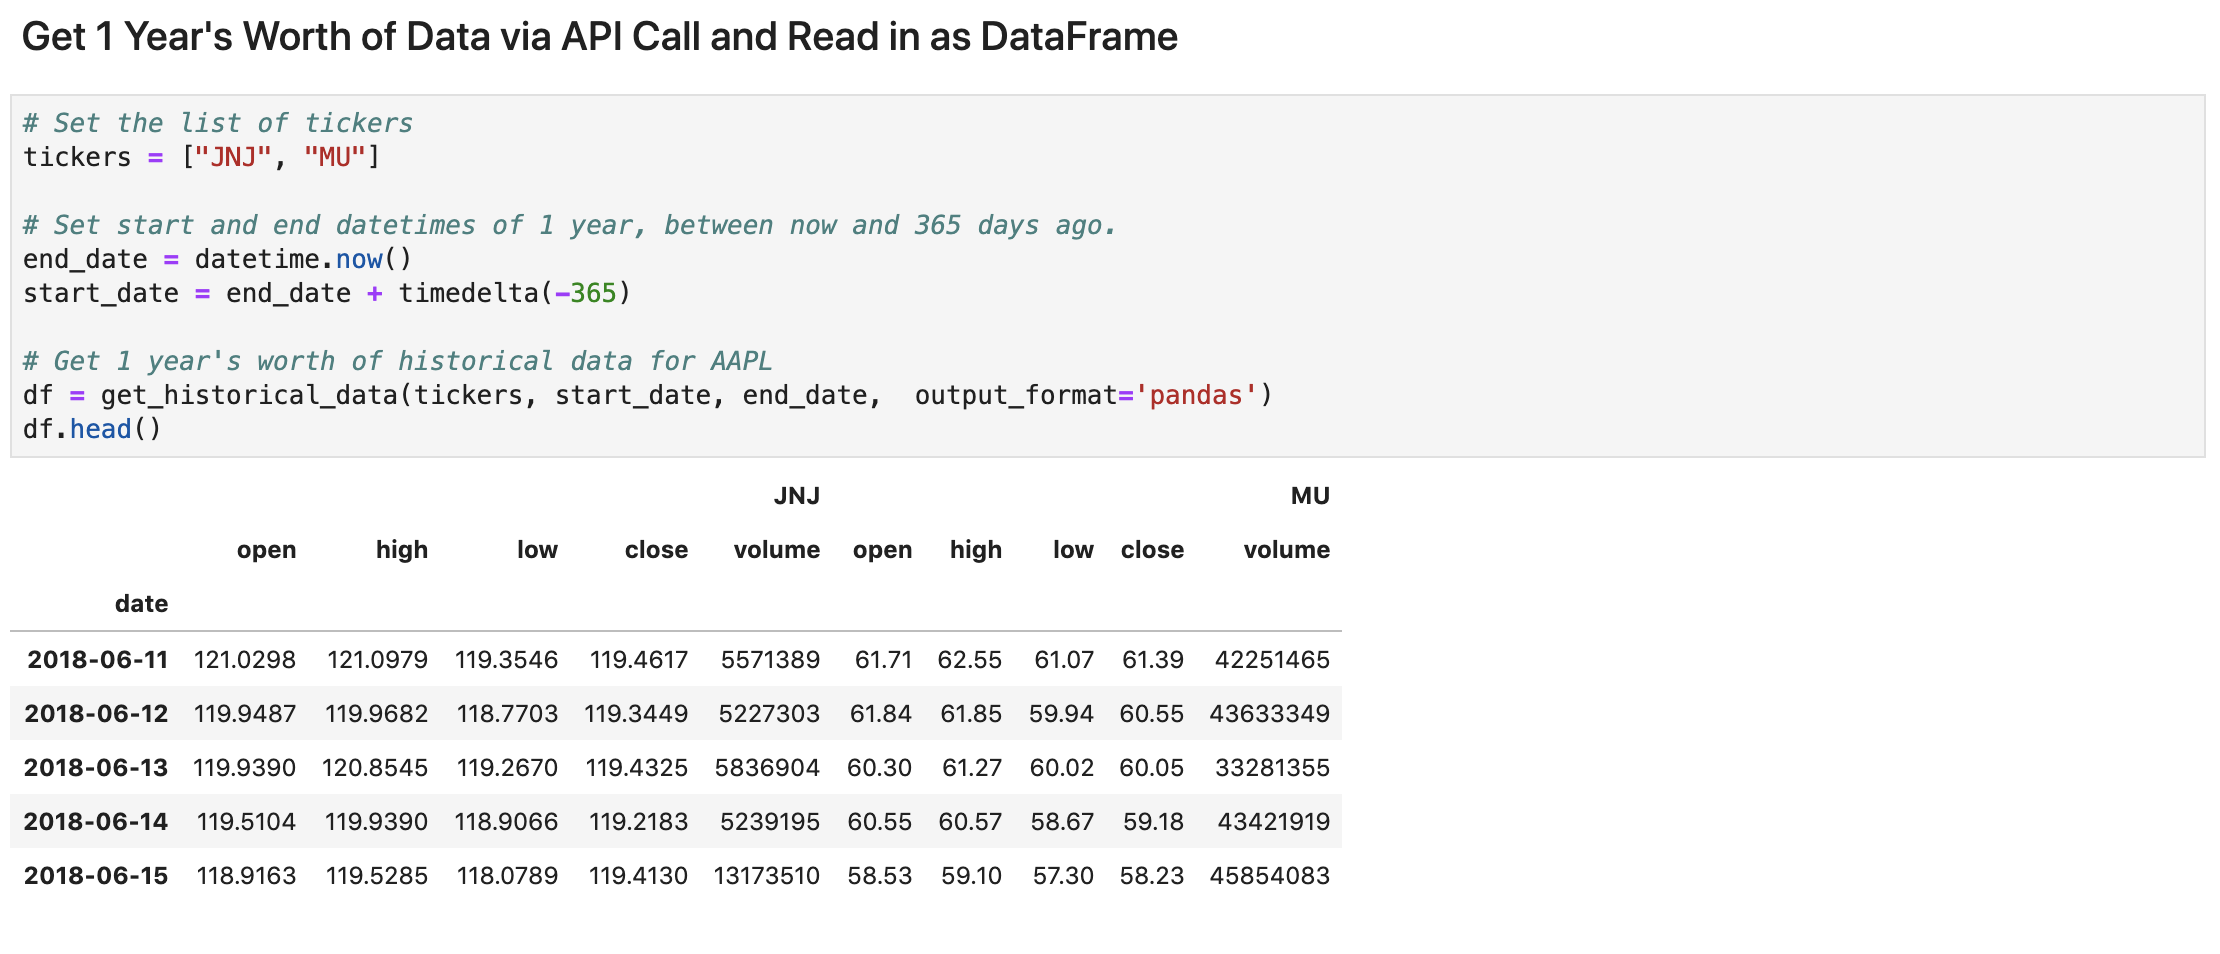 Get 1 Year's Worth of Data via API Call and Read in as DataFrame
# Set the list of tickers
tickers = ["JNJ", "MU"]
# Set start and end datetimes of 1 year, between now and 365 days ago.
end_date = datetime.now()
start_date = end_date + timedelta(-365)
# Get 1 year's worth of historical data for AAPL
df = get_historical_data(tickers, start_date, end_date,  output_format='pandas')
df.head()
JNJ MU
open high low close volume open high low close volume
date
2018-06-11 121.0298 121.0979 119.3546 119.4617 5571389 61.71 62.55 61.07 61.39 42251465
2018-06-12 119.9487 119.9682 118.7703 119.3449 5227303 61.84 61.85 59.94 60.55 43633349
2018-06-13 119.9390 120.8545 119.2670 119.4325 5836904 60.30 61.27 60.02 60.05 33281355
2018-06-14 119.5104 119.9390 118.9066 119.2183 5239195 60.55 60.57 58.67 59.18 43421919
2018-06-15 118.9163 119.5285 118.0789 119.4130 13173510 58.53 59.10 57.30 58.23 45854083